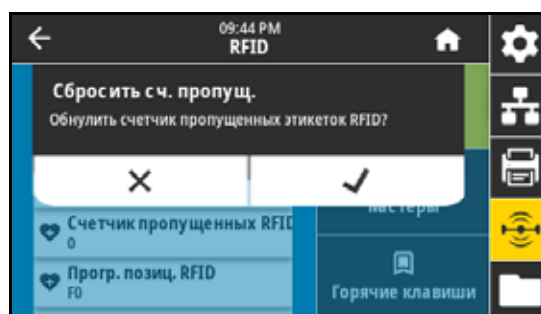 09:44 PM
RFID
Сбросить сч. пропущ.
Обнулить счетчик пропущенных этикеток RFID?
Мастеры
Счетчик пропущенных RFID
0
Прогр. позиц. RFID
F0
Горячие клавиши